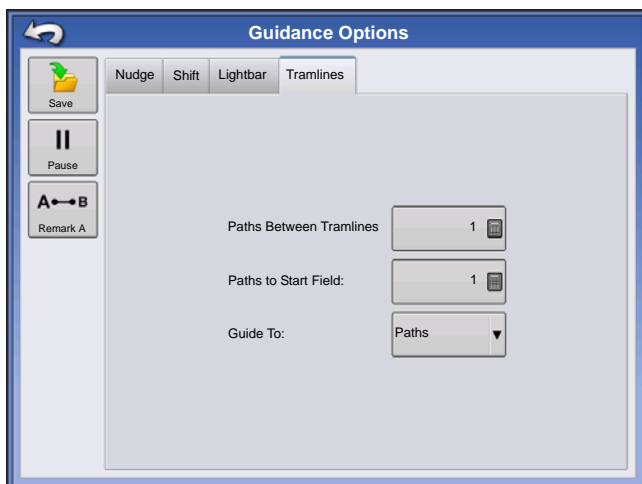 Guidance Options
Nudge Shift Lightbar Tramlines
Save
Pause
A B
Remark A
Paths Between Tramlines 1
Paths to Start Field: 1
Guide To: Paths